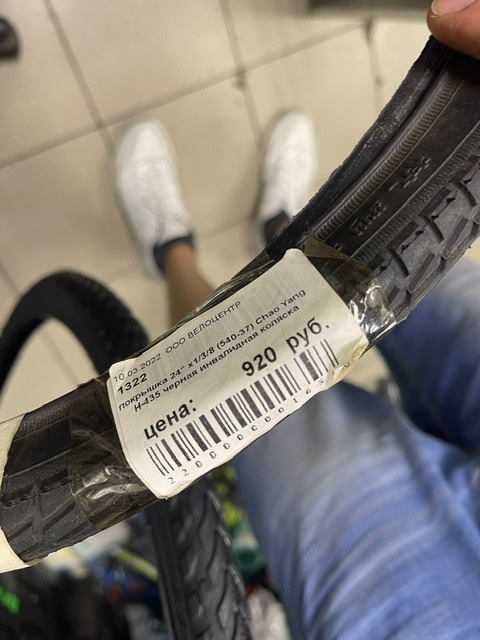 10.03.2022 ООО ВЕЛОЦЕНТР
1322
покрышка 24'' x1/3/8 (540-37) Chao Yang
H-435 черная инвалидная коляска
цена: 920 руб.